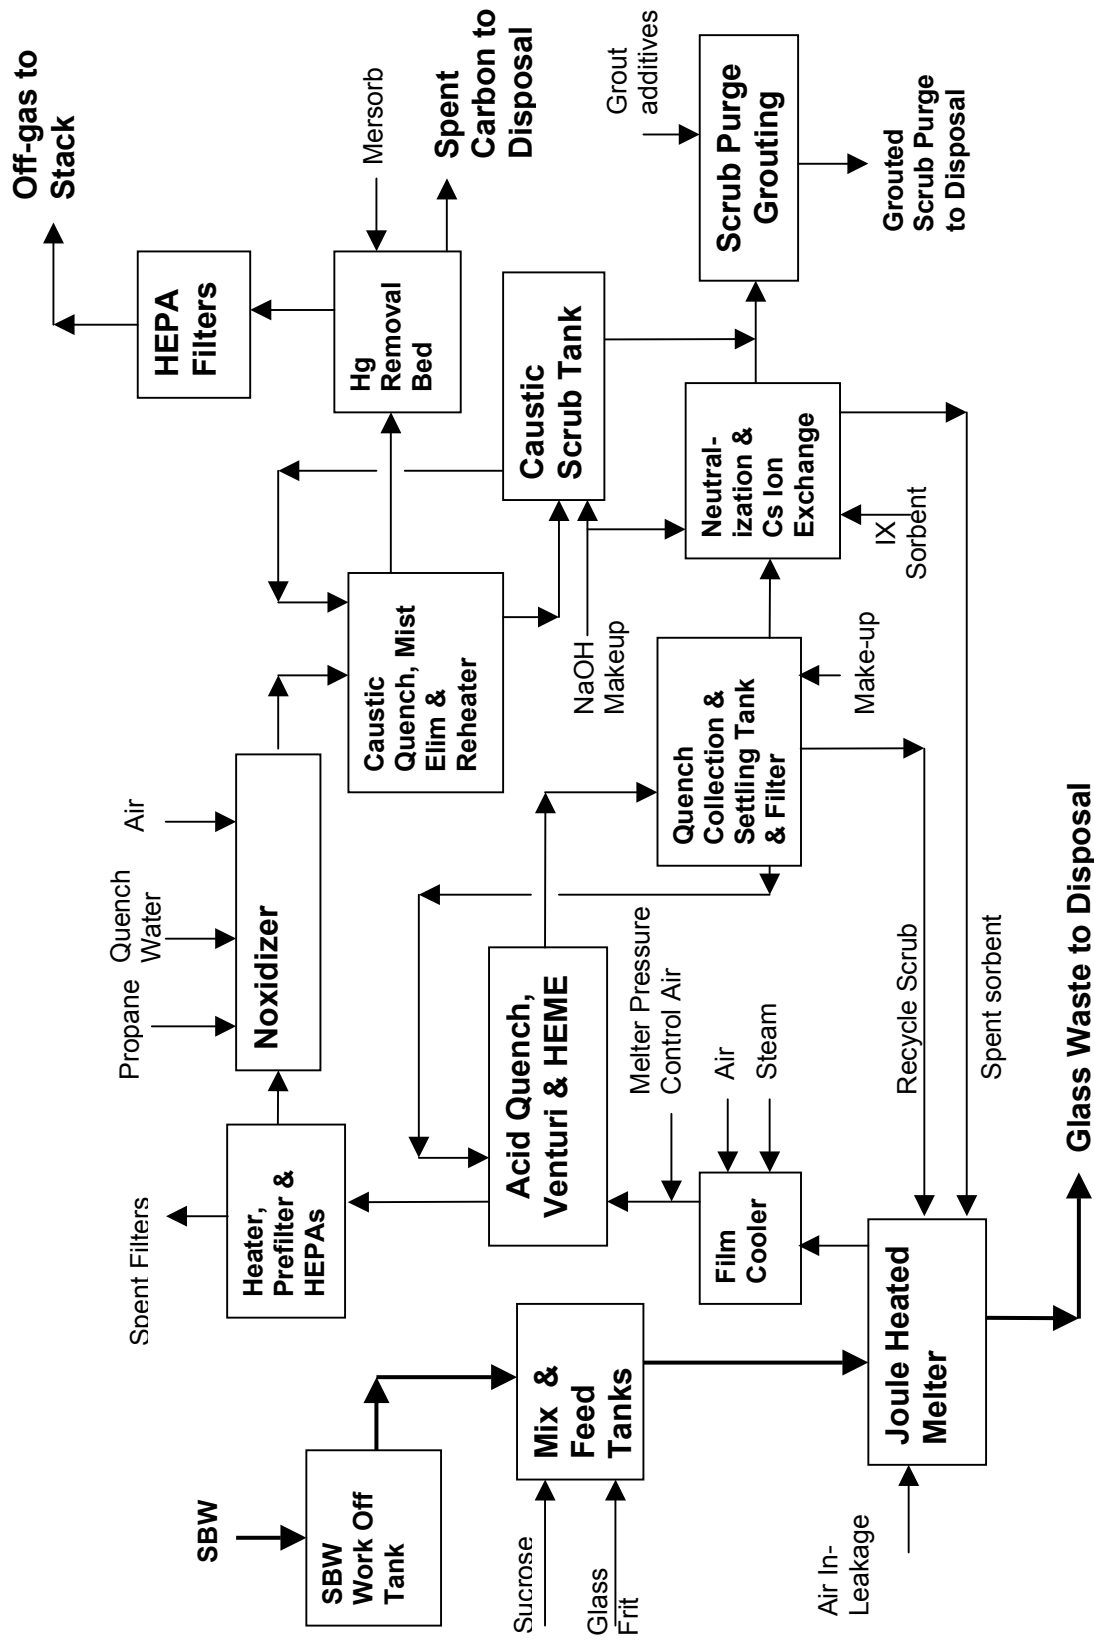 SBW
SBW
Work Off
Tank
Sucrose
Glass
Frit
Mix &
Feed
Tanks
Air In-
Leakage
Joule Heated
Melter
Glass Waste to Disposal
Spent Filters
Heater,
Prefilter &
HEPAs
Film
Cooler
Air
Steam
Melter Pressure
Control Air
Acid Quench,
Venturi & HEME
Recycle Scrub
Spent sorbent
Propane
Quench
Water
Air
Noxidizer
Quench
Collection &
Settling Tank
& Filter
Make-up
Caustic
Quench, Mist
Elim &
Reheater
NaOH
Makeup
Neutral-
ization &
Cs Ion
Exchange
IX
Sorbent
Caustic
Scrub Tank
Hg
Removal
Bed
Mersorb
Spent
Carbon to
Disposal
HEPA
Filters
Off-gas to
Stack
Grout
additives
Scrub Purge
Grouting
Grouted
Scrub Purge
to Disposal